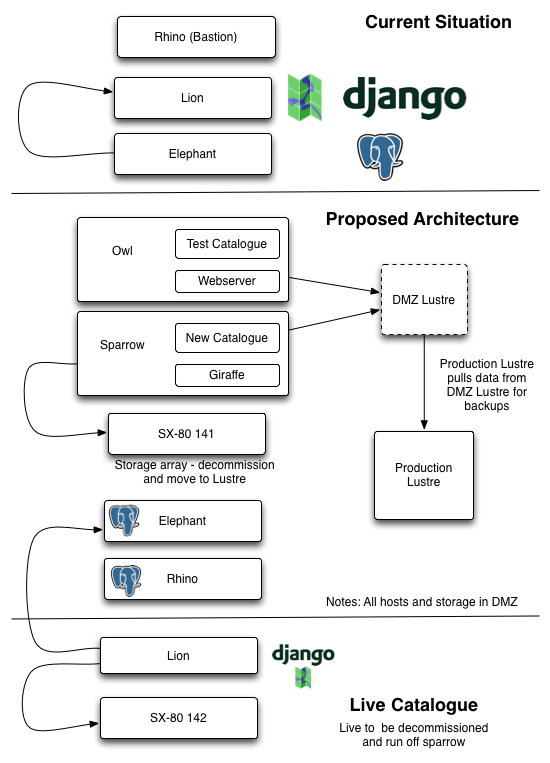 Current Situation
Rhino (Bastion)
Lion
django
Elephant
Proposed Architecture
Owl
Test Catalogue
Webserver
DMZ Lustre
Sparrow
New Catalogue
Giraffe
Production Lustre
pulls data from
DMZ Lustre for
backups
SX-80 141
Storage array - decommission
and move to Lustre
Production
Lustre
Elephant
Rhino
Notes: All hosts and storage in DMZ
Lion
django
SX-80 142
Live Catalogue
Live to  be decommissioned
and run off sparrow